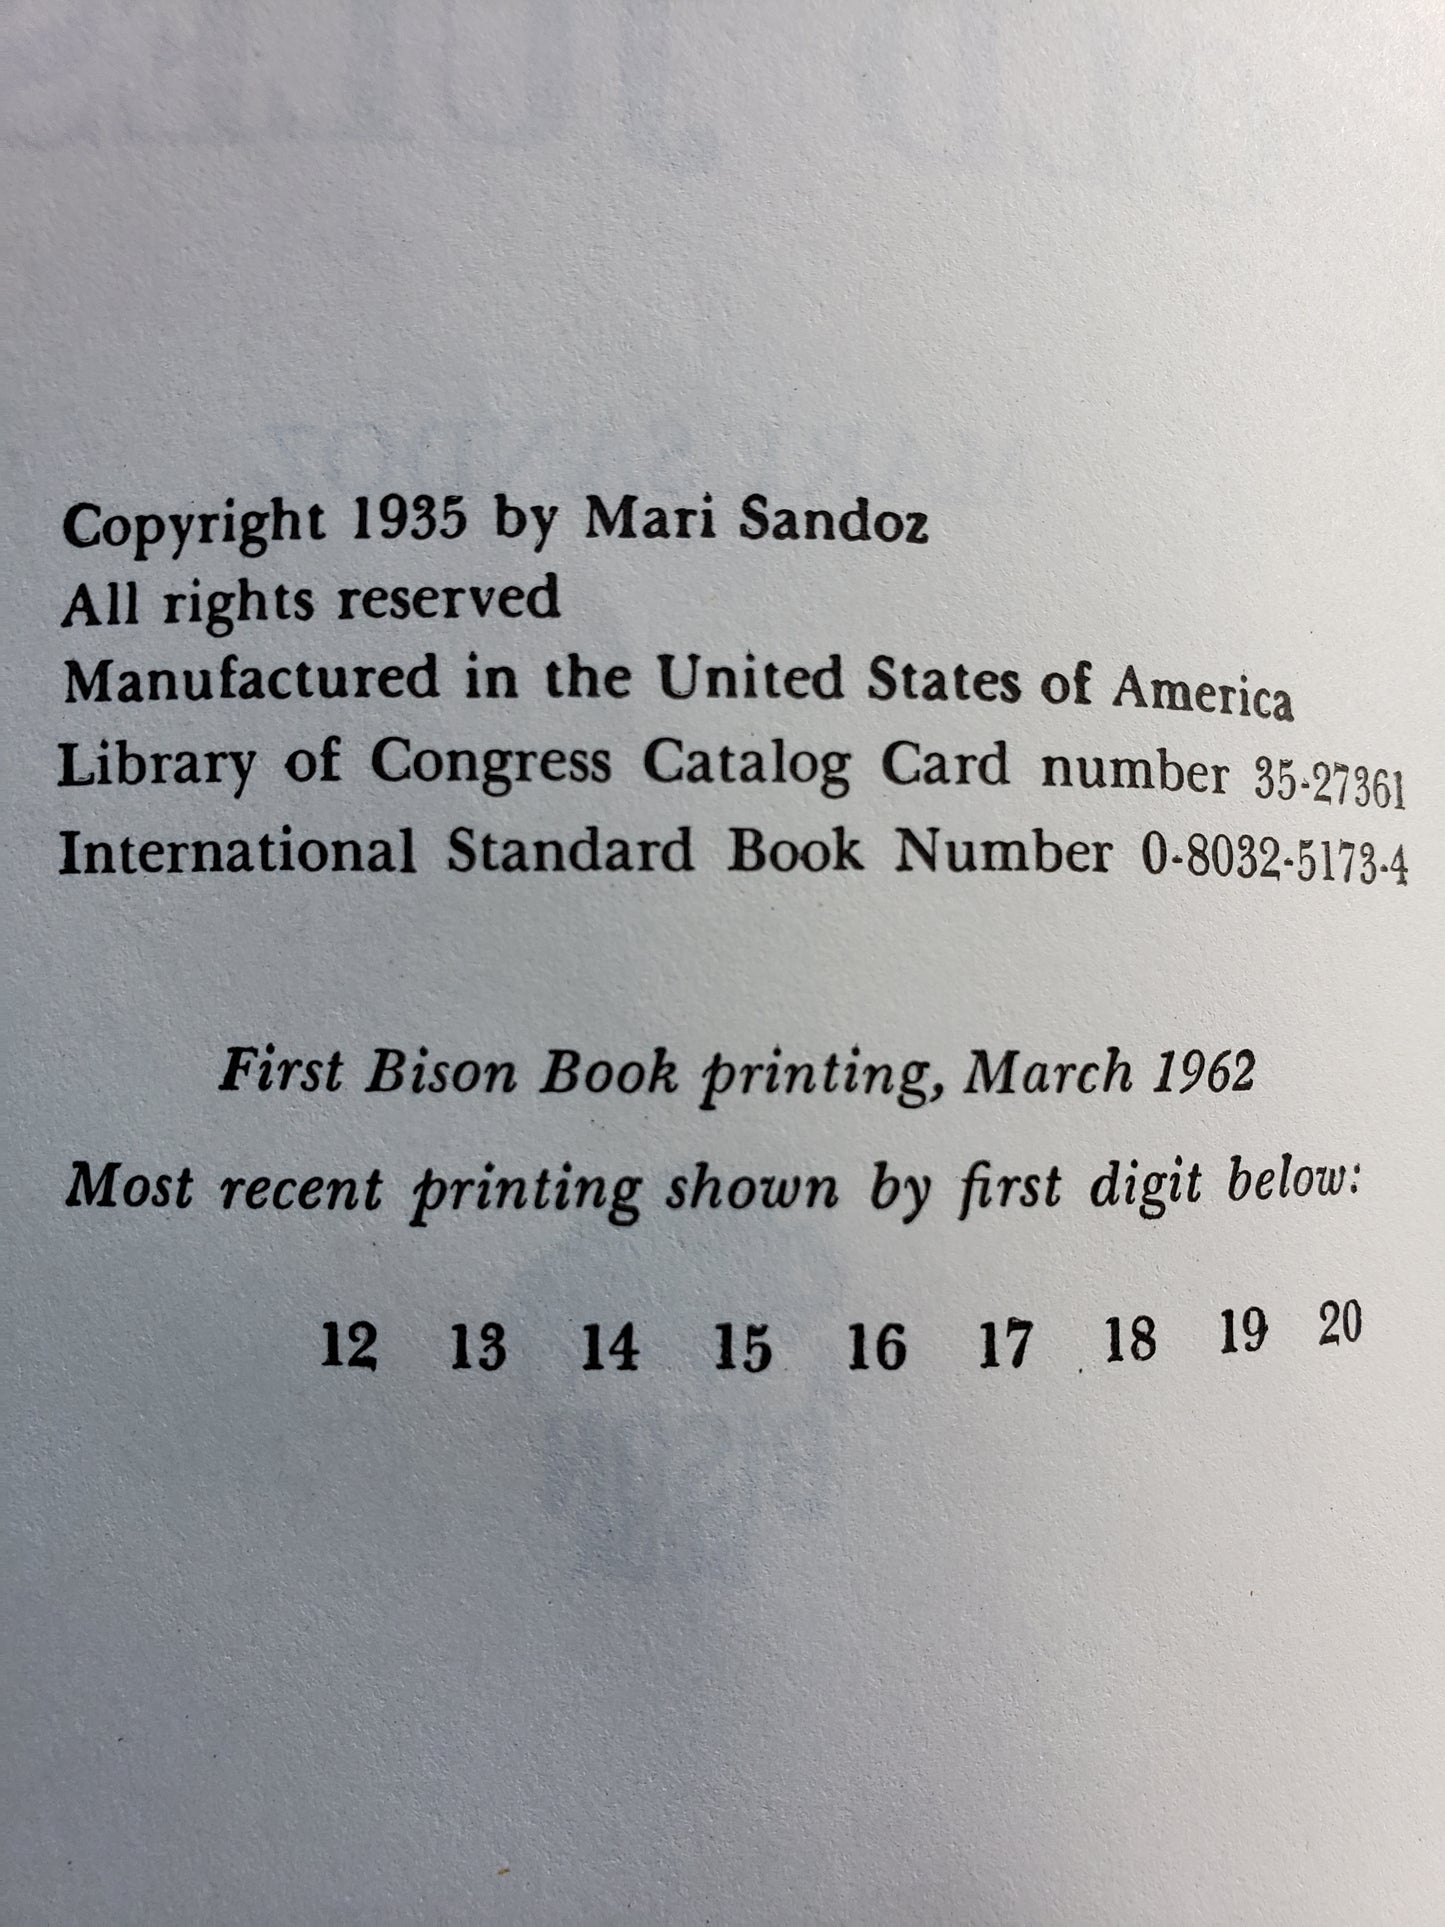 Copyright 1935 by Mari Sandoz
All rights reserved
Manufactured in the United States of America
Library of Congress Catalog Card number 35-27361
International Standard Book Number 0-8032-5173-4
First Bison Book printing, March 1962
Most recent printing shown by first digit below:
12 13 14 15 16 17 18 19 20